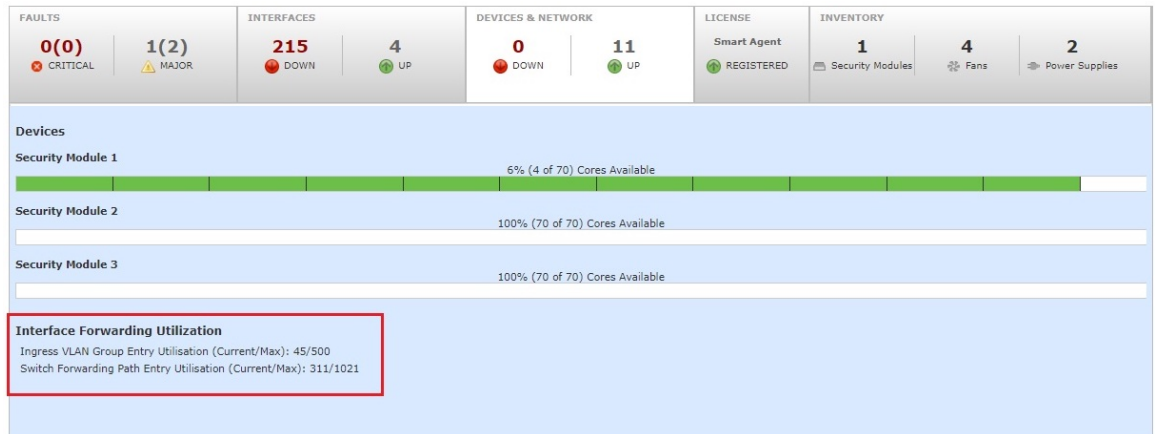 FAULTS
0(0)
CRITICAL
1(2)
MAJOR
INTERFACES
215
DOWN
4
UP
DEVICES & NETWORK
0
DOWN
11
UP
LICENSE
Smart Agent
REGISTERED
INVENTORY
1
Security Modules
4
Fans
2
Power Supplies
Devices
Security Module 1
6% (4 of 70) Cores Available
Security Module 2
100% (70 of 70) Cores Available
Security Module 3
100% (70 of 70) Cores Available
Interface Forwarding Utilization
Ingress VLAN Group Entry Utilisation (Current/Max): 45/500
Switch Forwarding Path Entry Utilisation (Current/Max): 311/1021